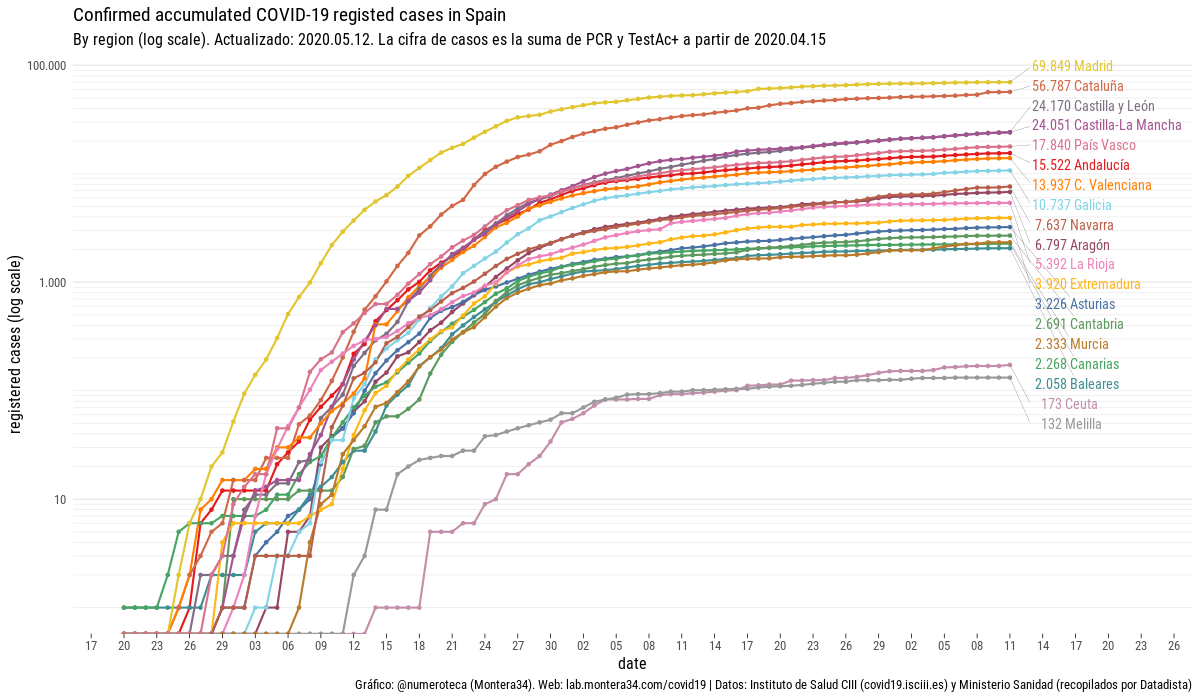 Confirmed accumulated COVID-19 registed cases in Spain
By region (log scale). Actualizado: 2020.05.12. La cifra de casos es la suma de PCR y TestAc+ a partir de 2020.04.15
registered cases (log scale)
100.000
1.000
10
69.849 Madrid
56.787 Cataluña
24.170 Castilla y León
24.051 Castilla-La Mancha
17.840 País Vasco
15.522 Andalucía
13.937 C. Valenciana
10.737 Galicia
7.637 Navarra
6.797 Aragón
5.392 La Rioja
3.920 Extremadura
3.226 Asturias
2.691 Cantabria
2.333 Murcia
2.268 Canarias
2.058 Baleares
173 Ceuta
132 Melilla
17 20 23 26 29 03 06 09 12 15 18 21 24 27 30 02 05 08 11 14 17 20 23 26 29 02 05 08 11 14 17 20 23 26
date
Gráfico: @numeroteca (Montera34). Web: lab.montera34.com/covid19 | Datos: Instituto de Salud CIII (covid19.isciii.es) y Ministerio Sanidad (recopilados por Datadista)